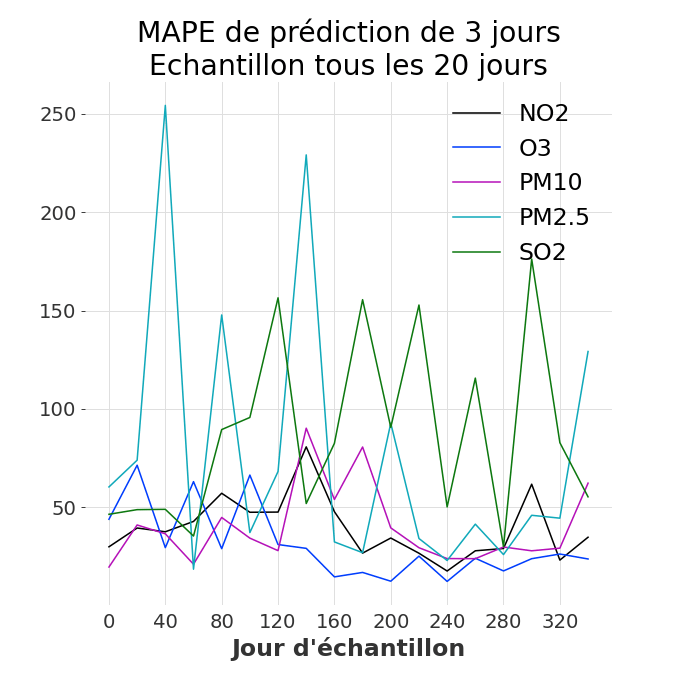 MAPE de prédiction de 3 jours
Echantillon tous les 20 jours
NO2
O3
PM10
PM2.5
SO2
250
200
150
100
50
0 40 80 120 160 200 240 280 320
Jour d'échantillon